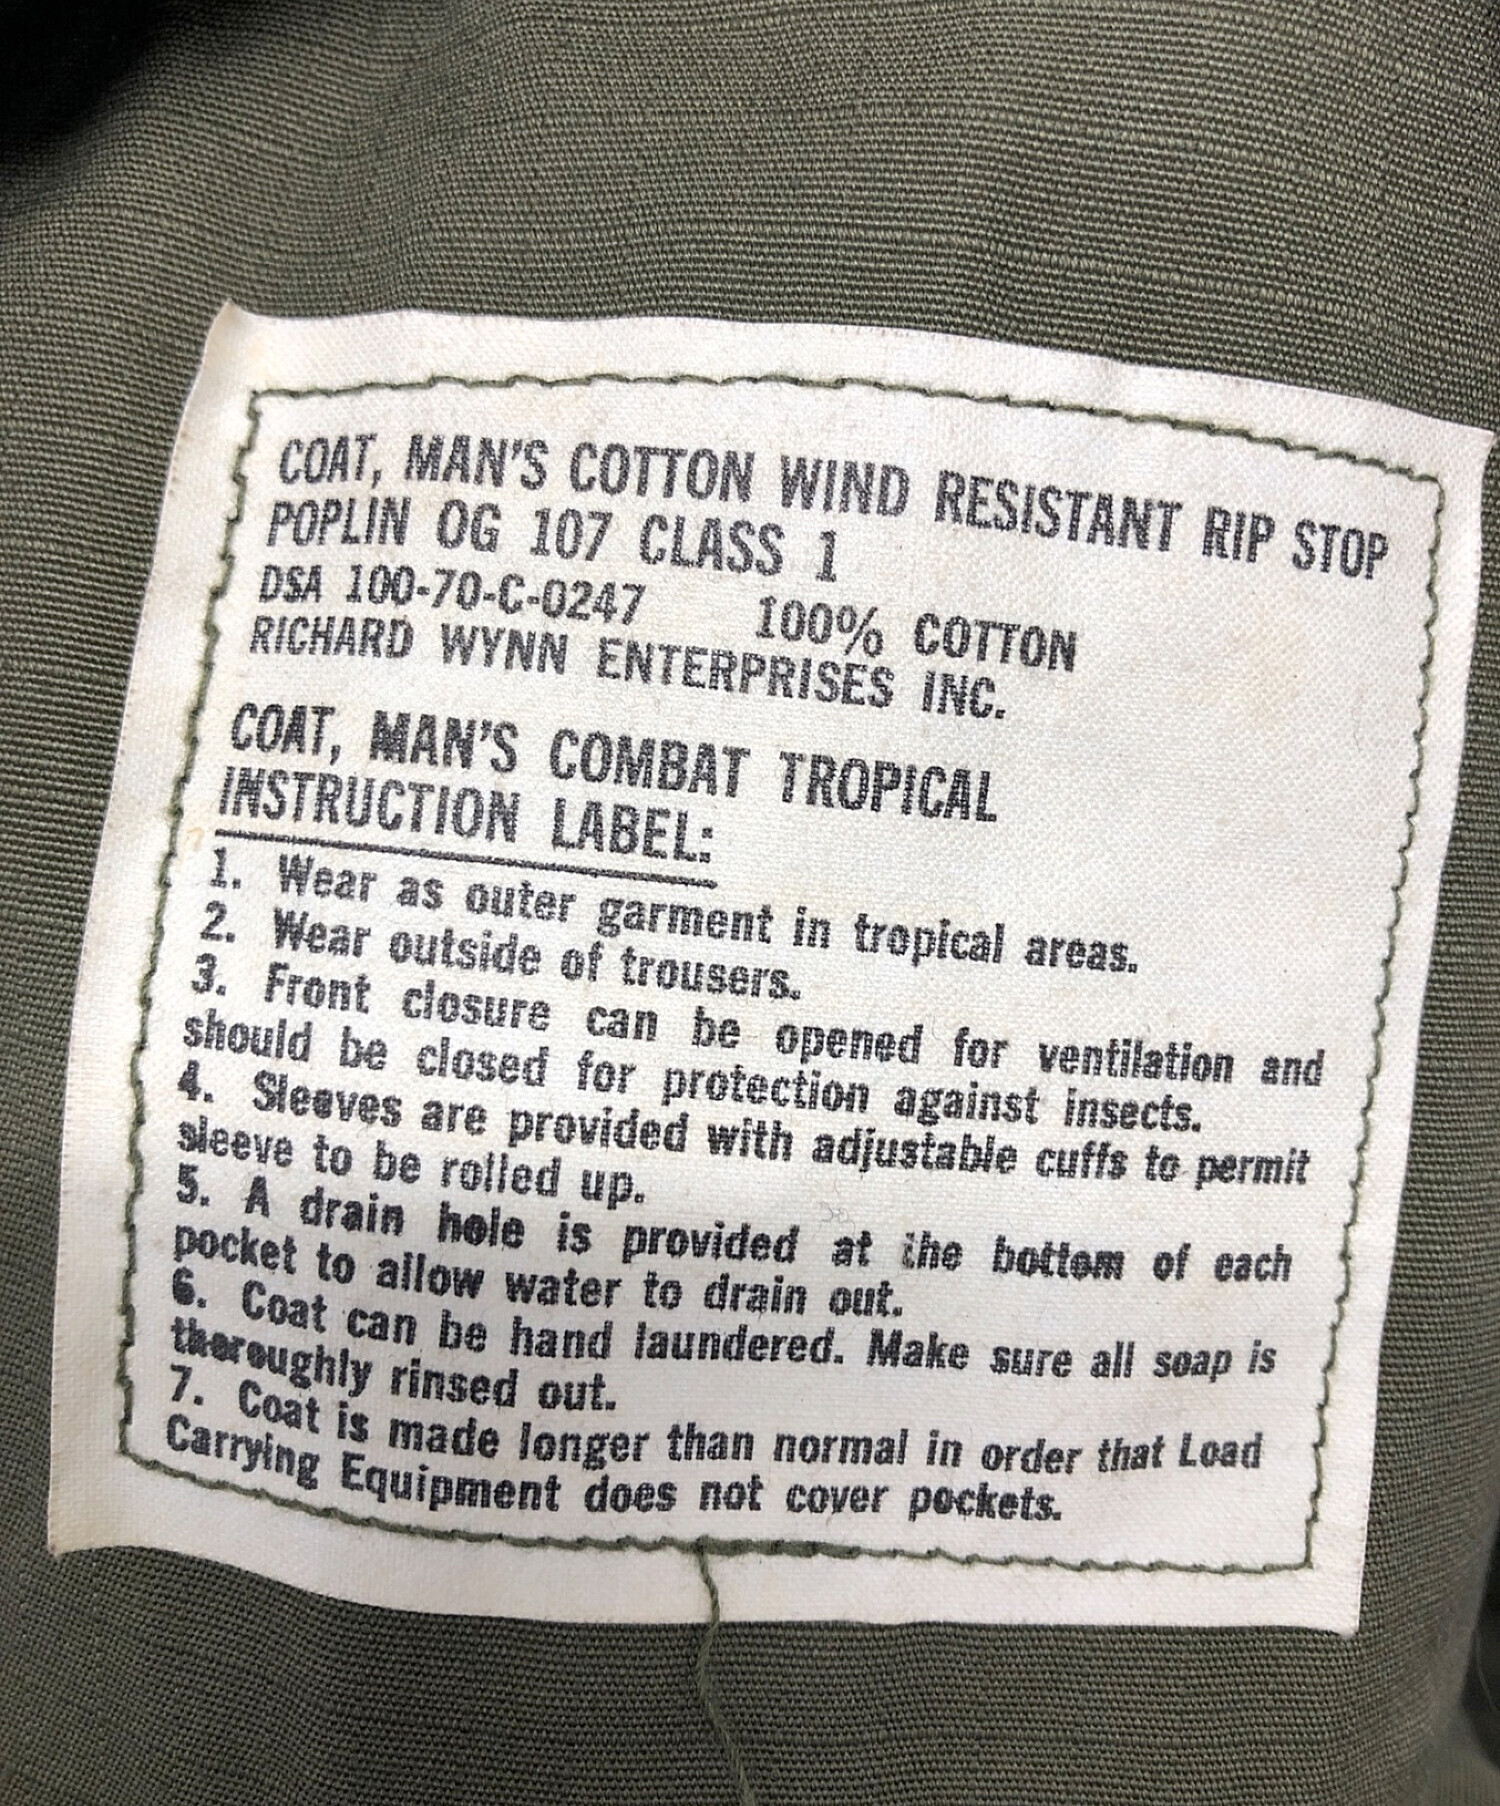 COAT, MAN'S COTTON WIND RESISTANT RIP STOP
POPLIN OG 107 CLASS 1
DSA 100-70-C-0247 100% COTTON
RICHARD WYNN ENTERPRISES INC.
COAT, MAN'S COMBAT TROPICAL
INSTRUCTION LABEL:
1. Wear as outer garment in tropical areas.
2. Wear outside of trousers.
3. Front closure can be opened for ventilation and
should be closed for protection against insects.
4. Sleeves are provided with adjustable cuffs to permit
sleeve to be rolled up.
5. A drain hole is provided at the bottom of each
pocket to allow water to drain out.
6. Coat can be hand laundered. Make sure all soap is
thoroughly rinsed out.
7. Coat is made longer than normal in order that Load
Carrying Equipment does not cover pockets.